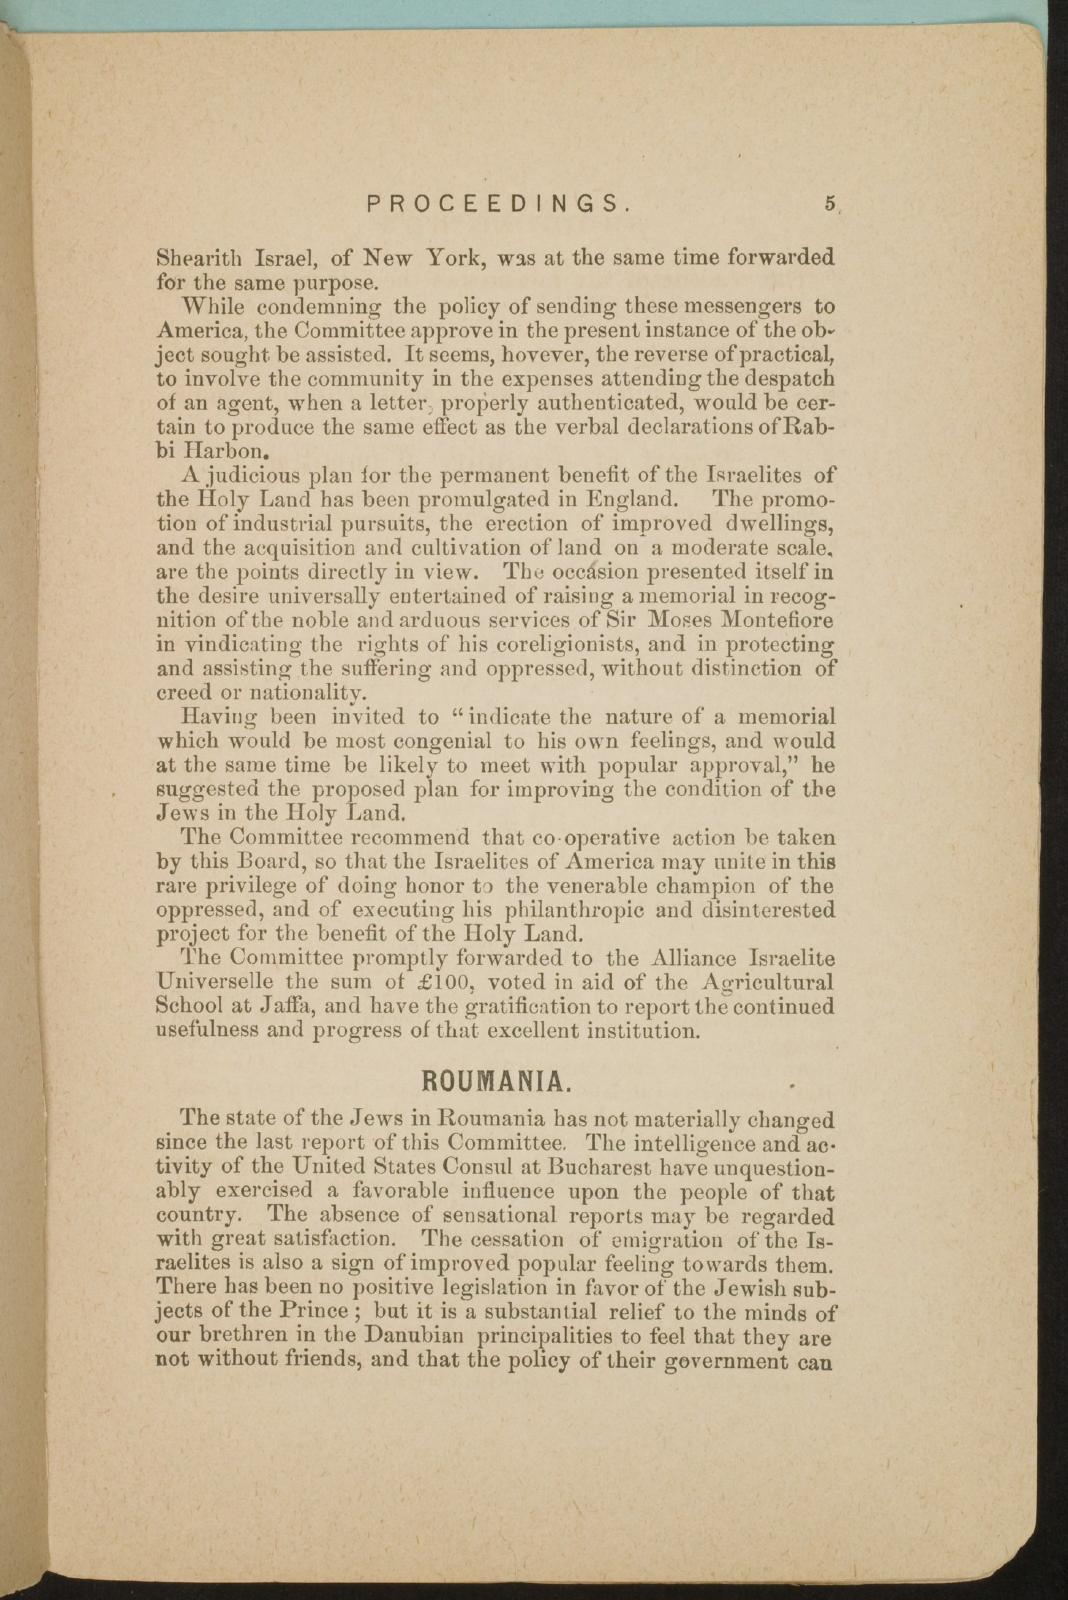 PROCEEDINGS. 5
Shearith Israel, of New York, was at the same time forwarded
for the same purpose.
While condemning the policy of sending these messengers to
America, the Committee approve in the present instance of the ob-
ject sought be assisted. It seems, hovever, the reverse of practical,
to involve the community in the expenses attending the despatch
of an agent, when a letter, properly authenticated, would be cer-
tain to produce the same effect as the verbal declarations of Rab-
bi Harbon.
A judicious plan for the permanent benefit of the Israelites of
the Holy Land has been promulgated in England. The promo-
tion of industrial pursuits, the erection of improved dwellings,
and the acquisition and cultivation of land on a moderate scale,
are the points directly in view. The occasion presented itself in
the desire universally entertained of raising a memorial in recog-
nition of the noble and arduous services of Sir Moses Montefiore
in vindicating the rights of his coreligionists, and in protecting
and assisting the suffering and oppressed, without distinction of
creed or nationality.
Having been invited to “indicate the nature of a memorial
which would be most congenial to his own feelings, and would
at the same time be likely to meet with popular approval,” he
suggested the proposed plan for improving the condition of the
Jews in the Holy Land.
The Committee recommend that co-operative action be taken
by this Board, so that the Israelites of America may unite in this
rare privilege of doing honor to the venerable champion of the
oppressed, and of executing his philanthropic and disinterested
project for the benefit of the Holy Land.
The Committee promptly forwarded to the Alliance Israelite
Universelle the sum of £100, voted in aid of the Agricultural
School at Jaffa, and have the gratification to report the continued
usefulness and progress of that excellent institution.
ROUMANIA.
The state of the Jews in Roumania has not materially changed
since the last report of this Committee. The intelligence and ac-
tivity of the United States Consul at Bucharest have unquestion-
ably exercised a favorable influence upon the people of that
country. The absence of sensational reports may be regarded
with great satisfaction. The cessation of emigration of the Is-
raelites is also a sign of improved popular feeling towards them.
There has been no positive legislation in favor of the Jewish sub-
jects of the Prince; but it is a substantial relief to the minds of
our brethren in the Danubian principalities to feel that they are
not without friends, and that the policy of their government can